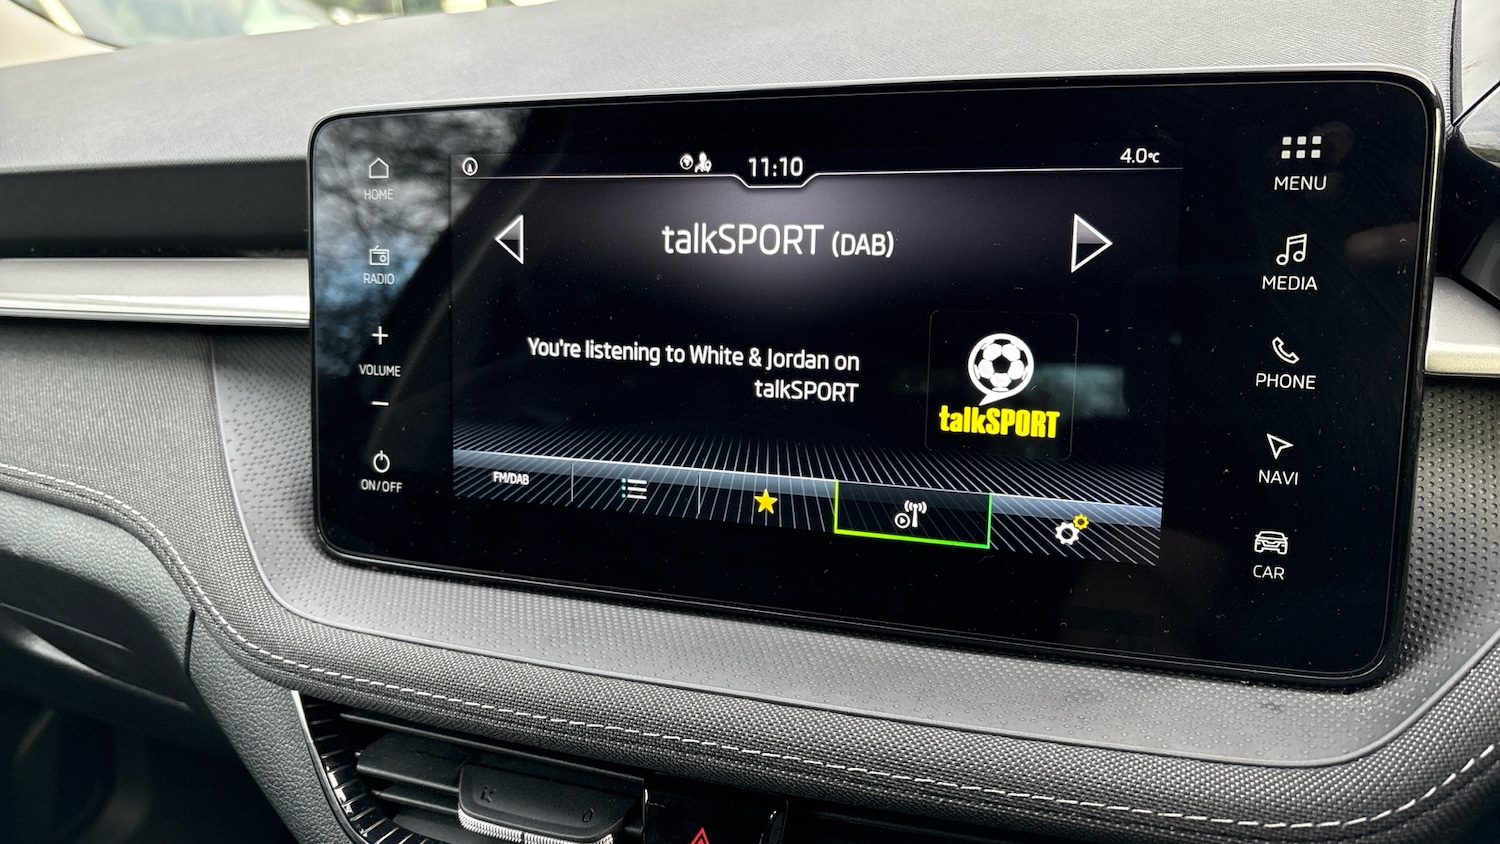 HOME
RADIO
+
VOLUME
−
ON/OFF
11:10
4.0°C
talkSPORT (DAB)
You're listening to White & Jordan on
talkSPORT
talkSPORT
FM/DAB
MENU
MEDIA
PHONE
NAVI
CAR